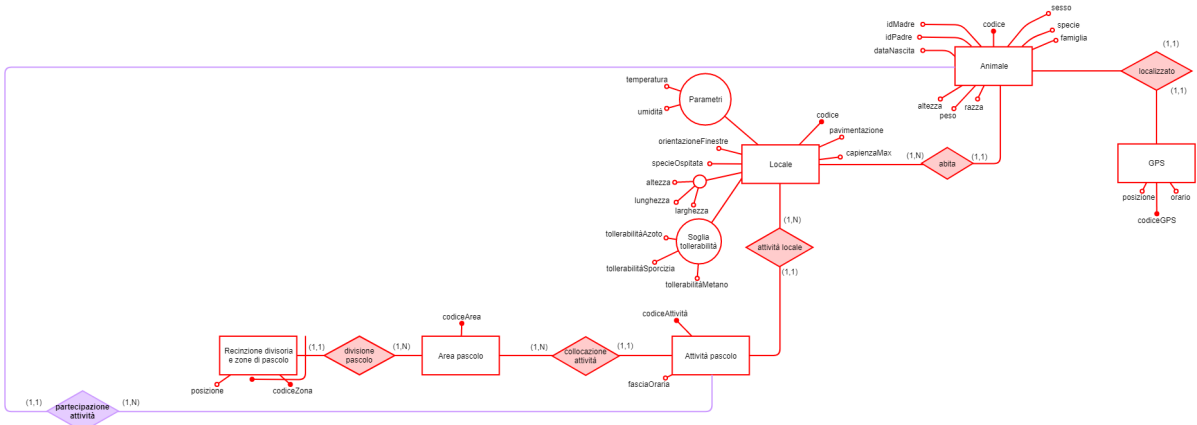 sesso
idMadre
codice
specie
idPadre
famiglia
dataNascita
(1,1)
Animale
localizzato
temperatura
(1,1)
Parametri
altezza
razza
umidità
peso
codice
pavimentazione
orientazioneFinestre
capienzaMax
(1,N)
(1,1)
specieOspitata
Locale
abita
GPS
altezza
lunghezza
larghezza
posizione
orario
codiceGPS
(1,N)
tollerabilitàAzoto
Soglia
tollerabilità
attività locale
tollerabilitàSporcizia
(1,1)
tollerabilitàMetano
codiceArea
codiceAttività
(1,1)
(1,N)
(1,N)
(1,1)
Recinzione divisoria
e zone di pascolo
divisione
pascolo
Area pascolo
collocazione
attività
Attività pascolo
posizione
codiceZona
fasciaOraria
(1,1)
(1,N)
partecipazione
attività